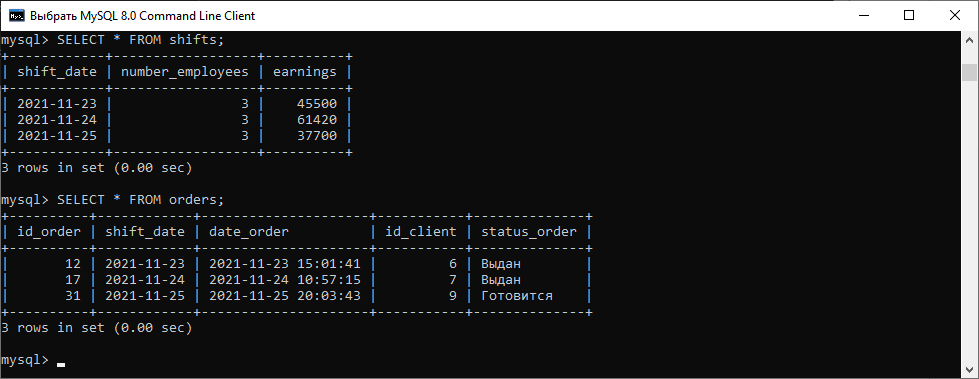 Выбрать MySQL 8.0 Command Line Client
mysql> SELECT * FROM shifts;
+------------+------------------+----------+
| shift_date | number_employees | earnings |
+------------+------------------+----------+
| 2021-11-23 |                3 |    45500 |
| 2021-11-24 |                3 |    61420 |
| 2021-11-25 |                3 |    37700 |
+------------+------------------+----------+
3 rows in set (0.00 sec)
mysql> SELECT * FROM orders;
+----------+------------+---------------------+-----------+--------------+
| id_order | shift_date | date_order          | id_client | status_order |
+----------+------------+---------------------+-----------+--------------+
|       12 | 2021-11-23 | 2021-11-23 15:01:41 |         6 | Выдан        |
|       17 | 2021-11-24 | 2021-11-24 10:57:15 |         7 | Выдан        |
|       31 | 2021-11-25 | 2021-11-25 20:03:43 |         9 | Готовится    |
+----------+------------+---------------------+-----------+--------------+
3 rows in set (0.00 sec)
mysql>